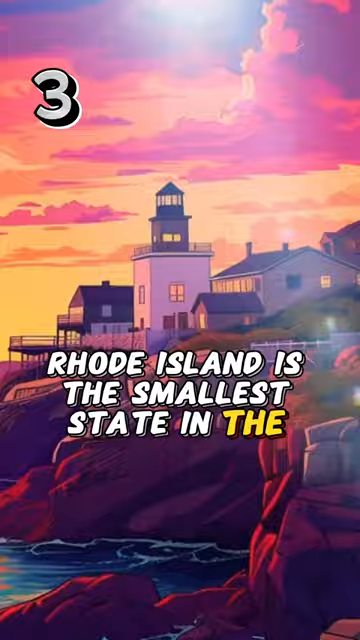 3
RHODE ISLAND IS
THE SMALLEST
STATE IN THE